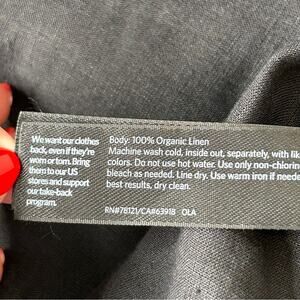 We want our clothes
back, even if they're
worn or torn. Bring
them to our US
stores and support
our take-back
program.
Body: 100% Organic Linen
Machine wash cold, inside out, separately, with lik
colors. Do not use hot water. Use only non-chlorin
bleach as needed. Line dry. Use warm iron if neede
best results, dry clean.
RN#78121/CA#63918 OLA